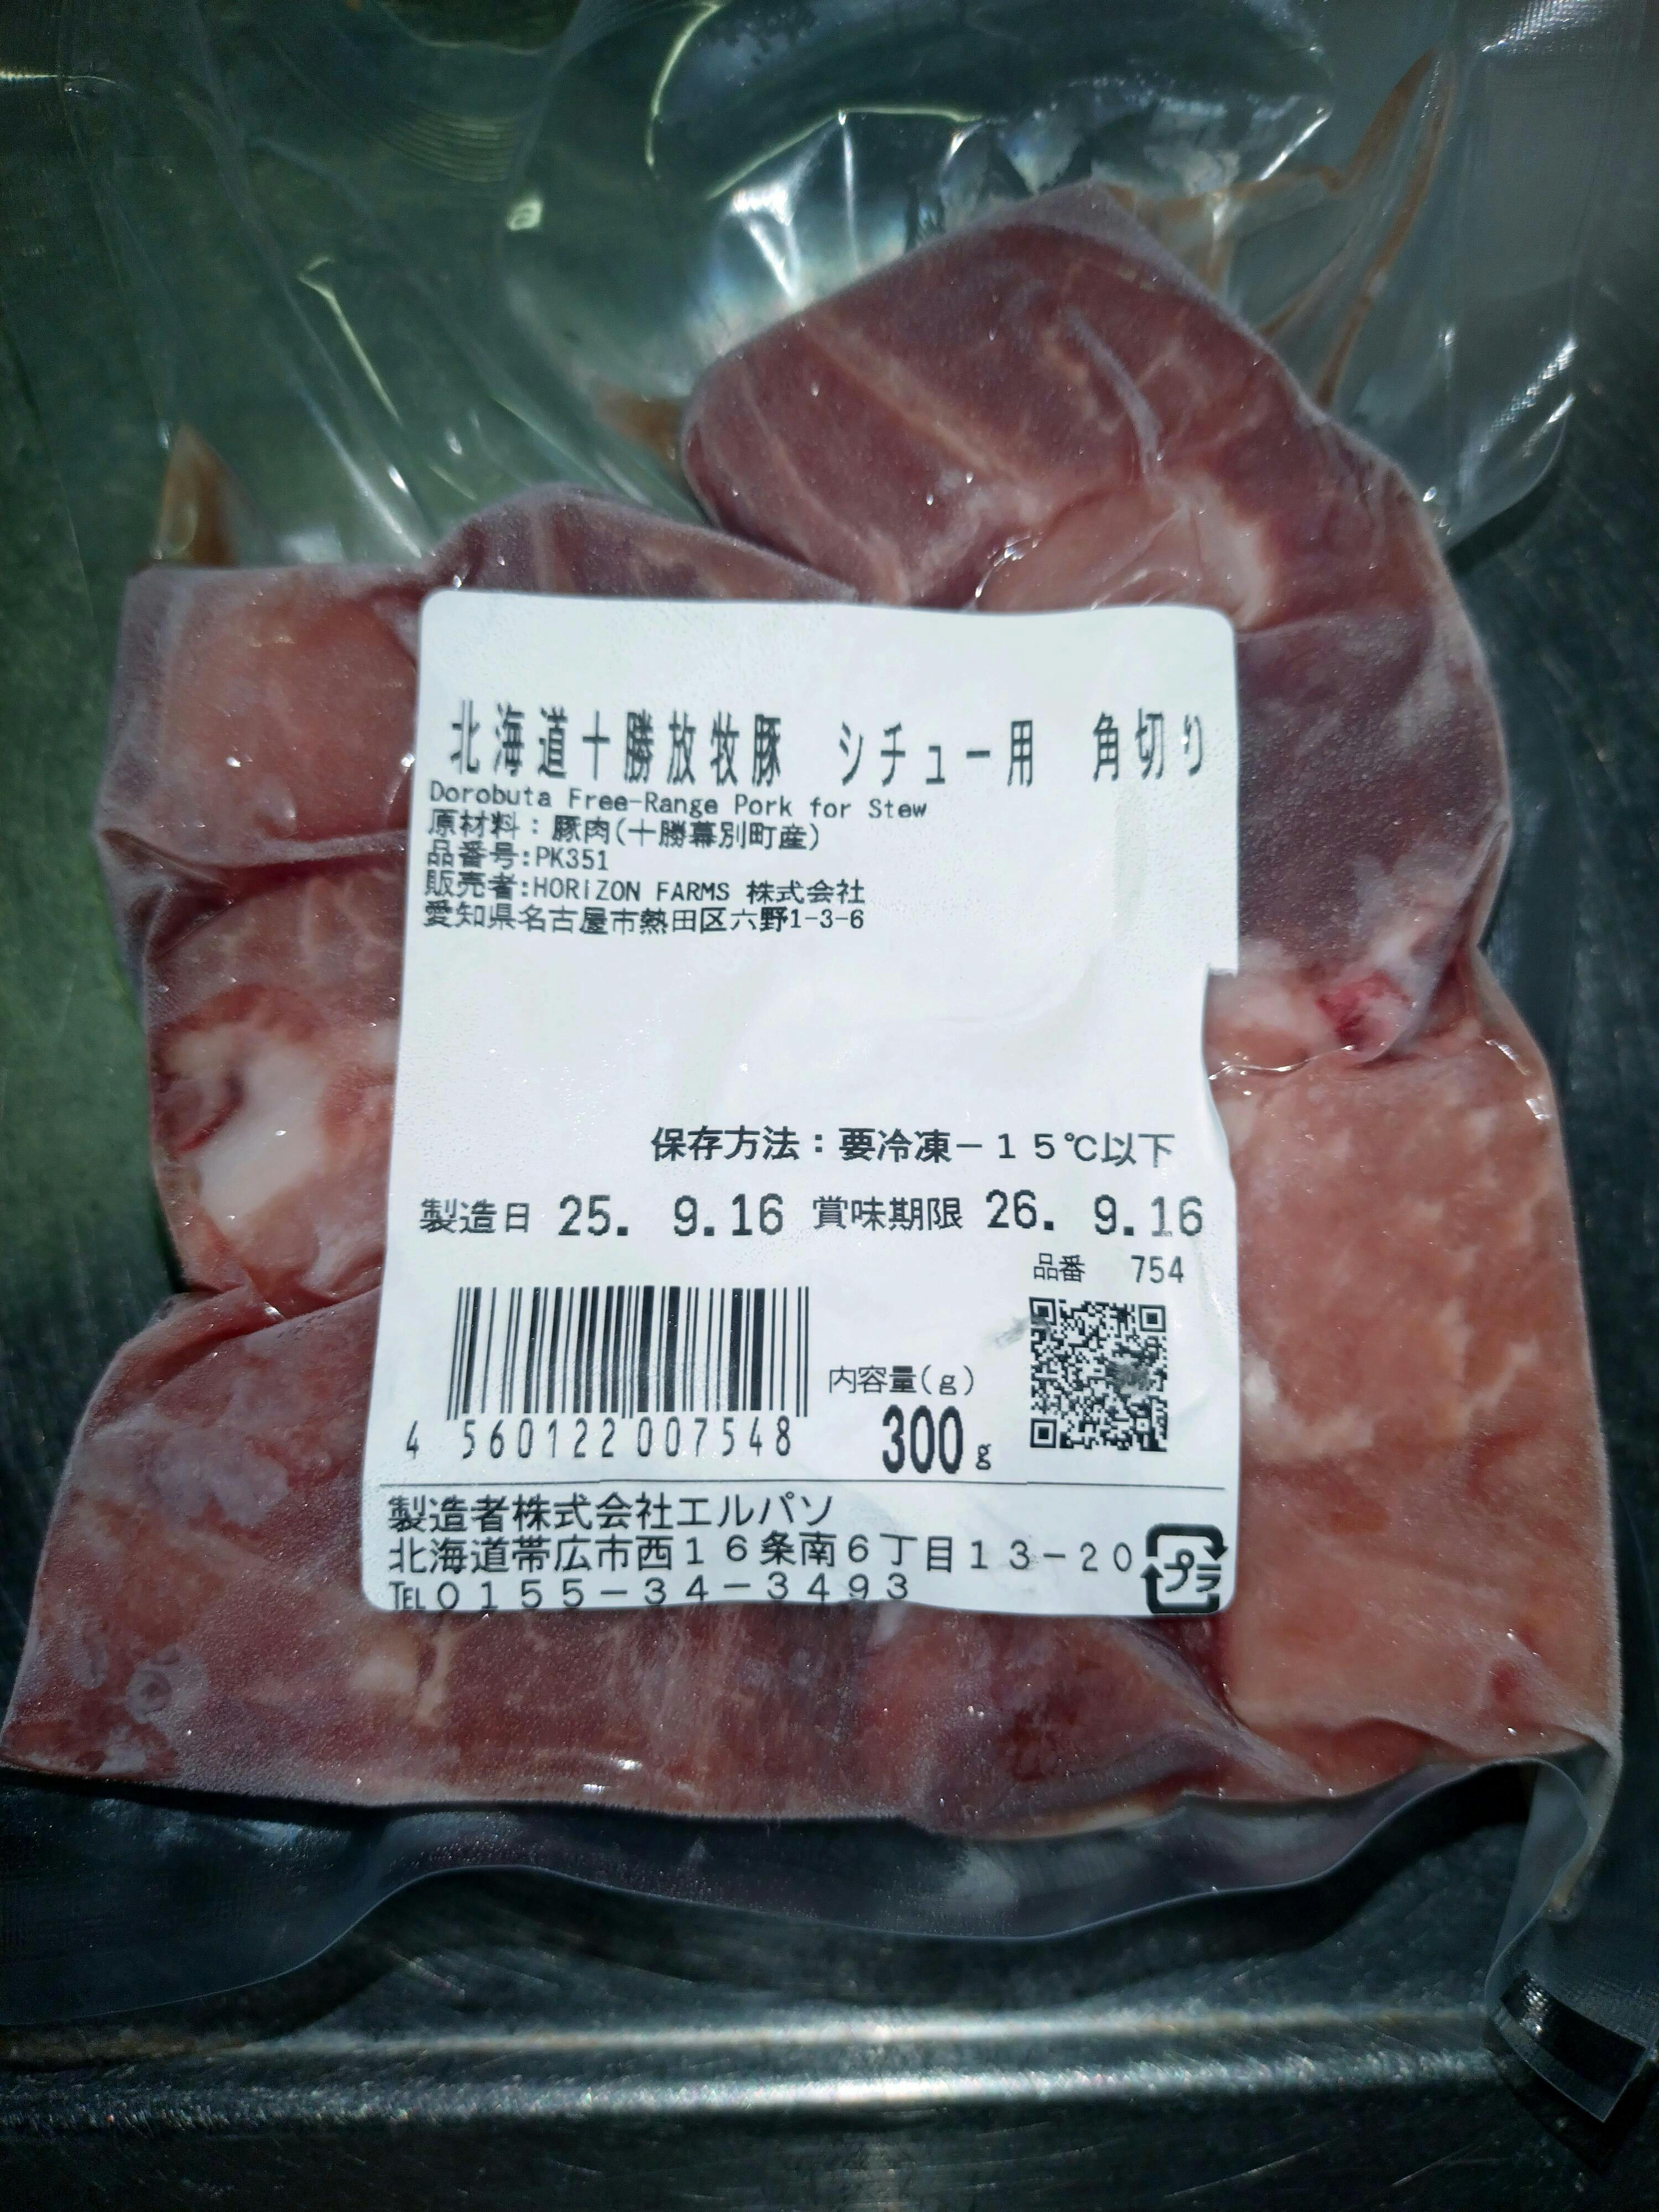 北海道十勝放牧豚 シチュー用 角切り
Dorobuta Free-Range Pork for Stew
原材料：豚肉(十勝幕別町産)
品番号:PK351
販売者:HORIZON FARMS 株式会社
愛知県名古屋市熱田区六野1-3-6
保存方法：要冷凍－１５℃以下
製造日 25. 9.16 賞味期限 26. 9.16
品番 754
内容量(g)
300g
4 560122 007548
製造者株式会社エルパソ
北海道帯広市西１６条南６丁目１３－２０
℡０１５５－３４－３４９３
プラ